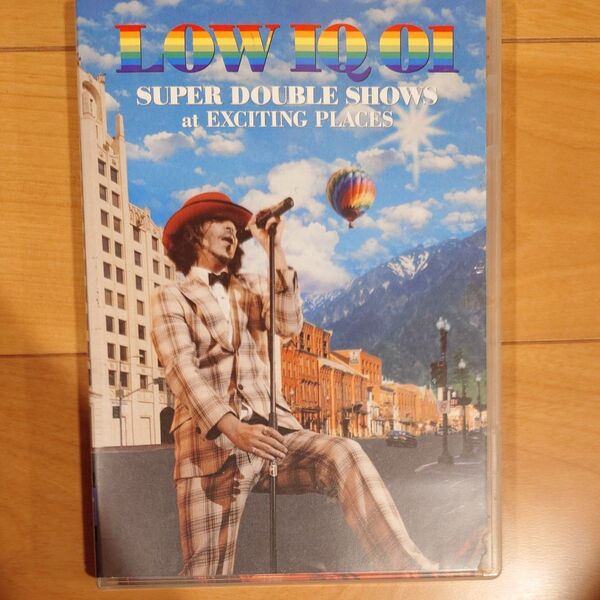 LOW IQ 01
SUPER DOUBLE SHOWS
at EXCITING PLACES